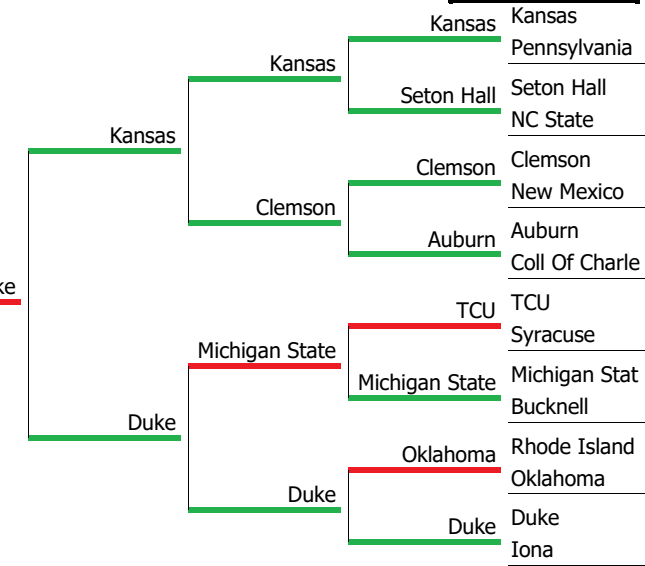 Kansas
Kansas
Pennsylvania
Kansas
Seton Hall
Seton Hall
NC State
Kansas
Clemson
Clemson
New Mexico
Clemson
Auburn
Auburn
Coll Of Charle
ke
TCU
TCU
Syracuse
Michigan State
Michigan State
Michigan Stat
Bucknell
Duke
Oklahoma
Rhode Island
Oklahoma
Duke
Duke
Duke
Iona